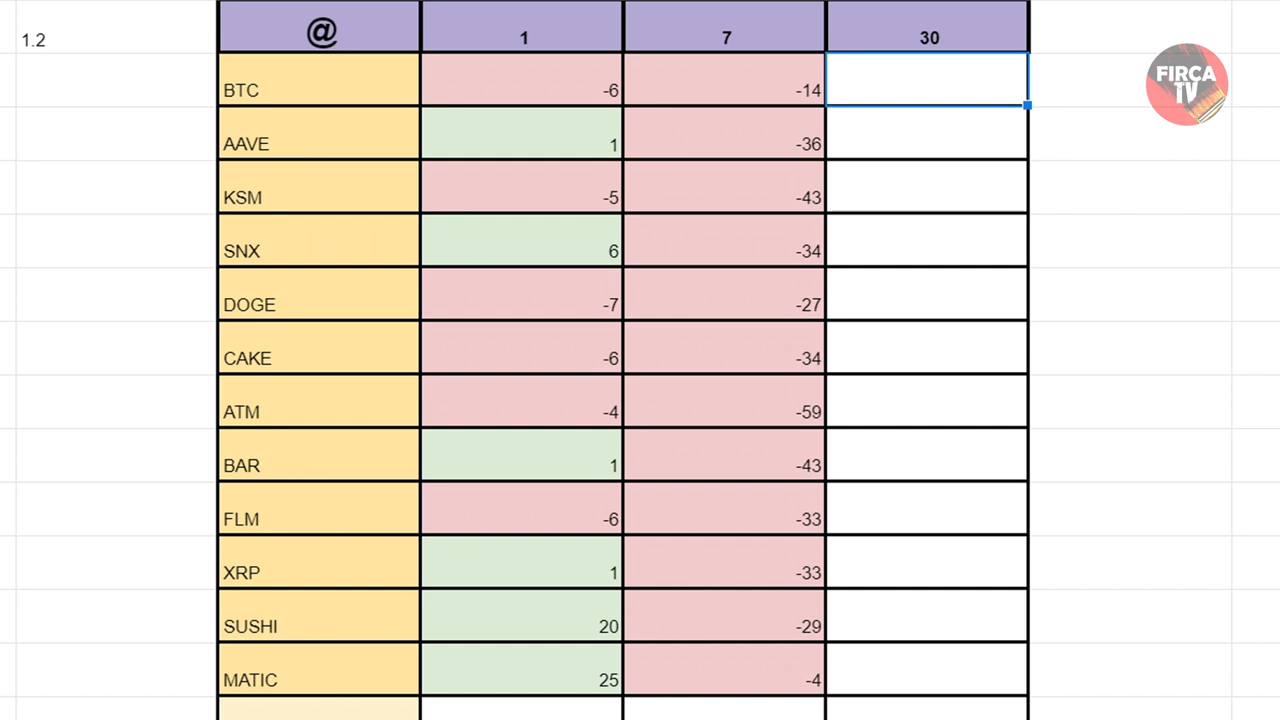 1.2 @ 1 7 30
BTC -6 -14
AAVE 1 -36
KSM -5 -43
SNX 6 -34
DOGE -7 -27
CAKE -6 -34
ATM -4 -59
BAR 1 -43
FLM -6 -33
XRP 1 -33
SUSHI 20 -29
MATIC 25 -4
FIRCA
TV